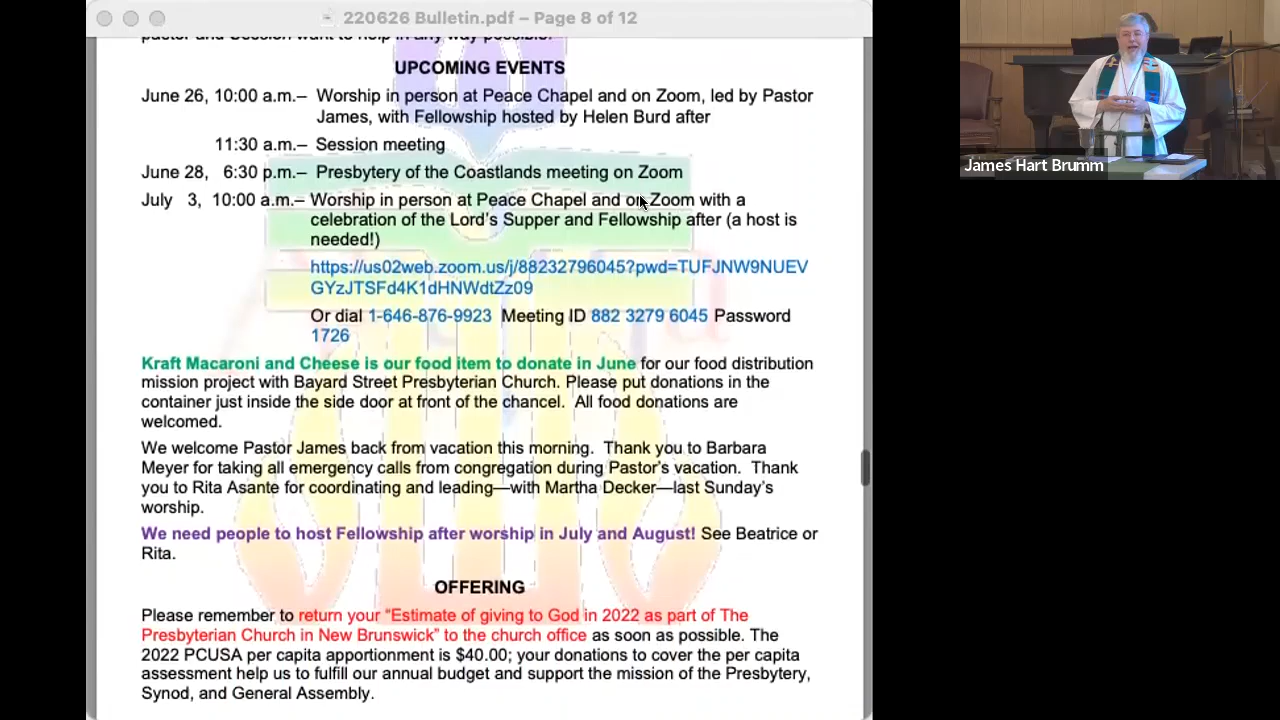 220626 Bulletin.pdf – Page 8 of 12
pastor and Session want to help in any way possible.
UPCOMING EVENTS
June 26, 10:00 a.m.– Worship in person at Peace Chapel and on Zoom, led by Pastor
James, with Fellowship hosted by Helen Burd after
11:30 a.m.– Session meeting
June 28, 6:30 p.m.– Presbytery of the Coastlands meeting on Zoom
July 3, 10:00 a.m.– Worship in person at Peace Chapel and on Zoom with a
celebration of the Lord's Supper and Fellowship after (a host is
needed!)
https://us02web.zoom.us/j/88232796045?pwd=TUFJNW9NUEV
GYzJTSFd4K1dHNWdtZz09
Or dial 1-646-876-9923 Meeting ID 882 3279 6045 Password
1726
Kraft Macaroni and Cheese is our food item to donate in June for our food distribution
mission project with Bayard Street Presbyterian Church. Please put donations in the
container just inside the side door at front of the chancel. All food donations are
welcomed.
We welcome Pastor James back from vacation this morning. Thank you to Barbara
Meyer for taking all emergency calls from congregation during Pastor's vacation. Thank
you to Rita Asante for coordinating and leading—with Martha Decker—last Sunday's
worship.
We need people to host Fellowship after worship in July and August! See Beatrice or
Rita.
OFFERING
Please remember to return your “Estimate of giving to God in 2022 as part of The
Presbyterian Church in New Brunswick” to the church office as soon as possible. The
2022 PCUSA per capita apportionment is $40.00; your donations to cover the per capita
assessment help us to fulfill our annual budget and support the mission of the Presbytery,
Synod, and General Assembly.
James Hart Brumm